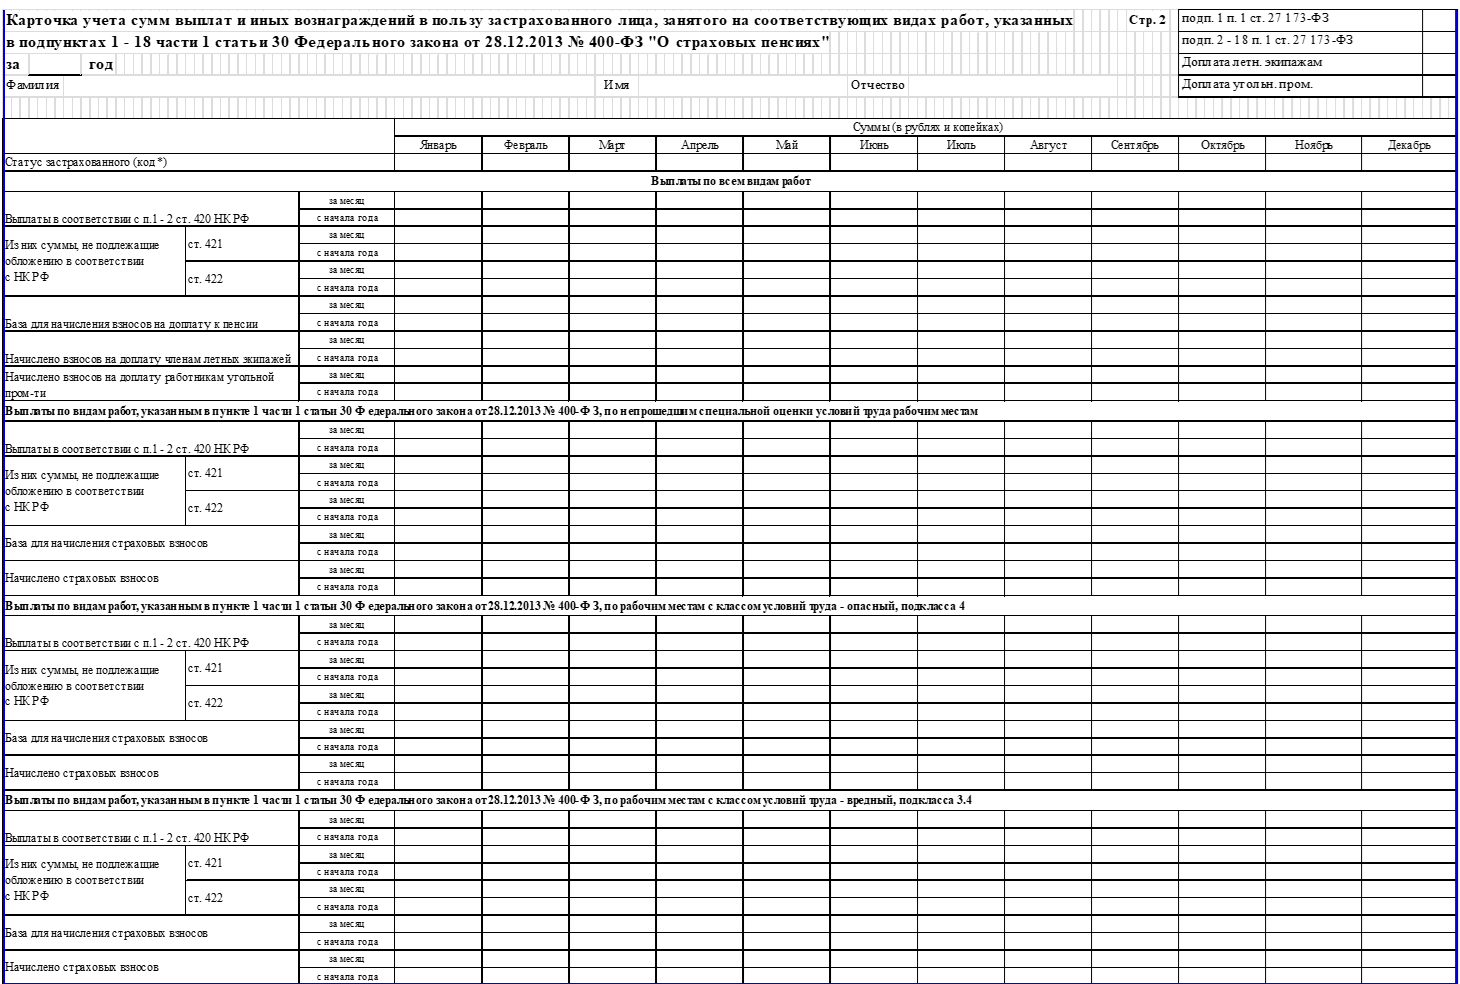 Карточка учета сумм выплат и иных вознаграждений в пользу застрахованного лица, занятого на соответствующих видах работ, указанных
в подпунктах 1 - 18 части 1 статьи 30 Федерального закона от 28.12.2013 № 400-ФЗ "О страховых пенсиях"
за год
Стр. 2
подп. 1 п. 1 ст. 27 173-ФЗ
подп. 2 - 18 п. 1 ст. 27 173-ФЗ
Доплата летн. экипажам
Доплата угольн. пром.
Фамилия Имя Отчество
Суммы (в рублях и копейках)
Январь Февраль Март Апрель Май Июнь Июль Август Сентябрь Октябрь Ноябрь Декабрь
Статус застрахованного (код *)
Выплаты по всем видам работ
за месяц
Выплаты в соответствии с п.1 - 2 ст. 420 НК РФ с начала года
Из них суммы, не подлежащие
обложению в соответствии
с НК РФ
ст. 421
за месяц
с начала года
ст. 422
за месяц
с начала года
за месяц
База для начисления взносов на доплату к пенсии с начала года
за месяц
Начислено взносов на доплату членам летных экипажей с начала года
Начислено взносов на доплату работникам угольной за месяц
пром-ти с начала года
Выплаты по видам работ, указанным в пункте 1 части 1 статьи 30 Федерального закона от 28.12.2013 № 400-ФЗ, по непрошедшим специальной оценки условий труда рабочим местам
за месяц
Выплаты в соответствии с п.1 - 2 ст. 420 НК РФ с начала года
Из них суммы, не подлежащие
обложению в соответствии
с НК РФ
ст. 421
за месяц
с начала года
ст. 422
за месяц
с начала года
База для начисления страховых взносов
за месяц
с начала года
Начислено страховых взносов
за месяц
с начала года
Выплаты по видам работ, указанным в пункте 1 части 1 статьи 30 Федерального закона от 28.12.2013 № 400-ФЗ, по рабочим местам с классом условий труда - опасный, подкласса 4
за месяц
Выплаты в соответствии с п.1 - 2 ст. 420 НК РФ с начала года
Из них суммы, не подлежащие
обложению в соответствии
с НК РФ
ст. 421
за месяц
с начала года
ст. 422
за месяц
с начала года
База для начисления страховых взносов
за месяц
с начала года
Начислено страховых взносов
за месяц
с начала года
Выплаты по видам работ, указанным в пункте 1 части 1 статьи 30 Федерального закона от 28.12.2013 № 400-ФЗ, по рабочим местам с классом условий труда - вредный, подкласса 3.4
за месяц
Выплаты в соответствии с п.1 - 2 ст. 420 НК РФ с начала года
Из них суммы, не подлежащие
обложению в соответствии
с НК РФ
ст. 421
за месяц
с начала года
ст. 422
за месяц
с начала года
База для начисления страховых взносов
за месяц
с начала года
Начислено страховых взносов
за месяц
с начала года